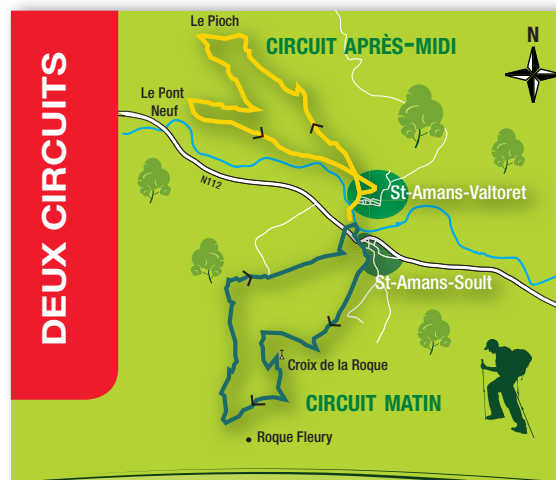 DEUX CIRCUITS
Le Pioch
CIRCUIT APRÈS-MIDI
N
Le Pont
Neuf
N112
St-Amans-Valtoret
St-Amans-Soult
Croix de la Roque
CIRCUIT MATIN
Roque Fleury